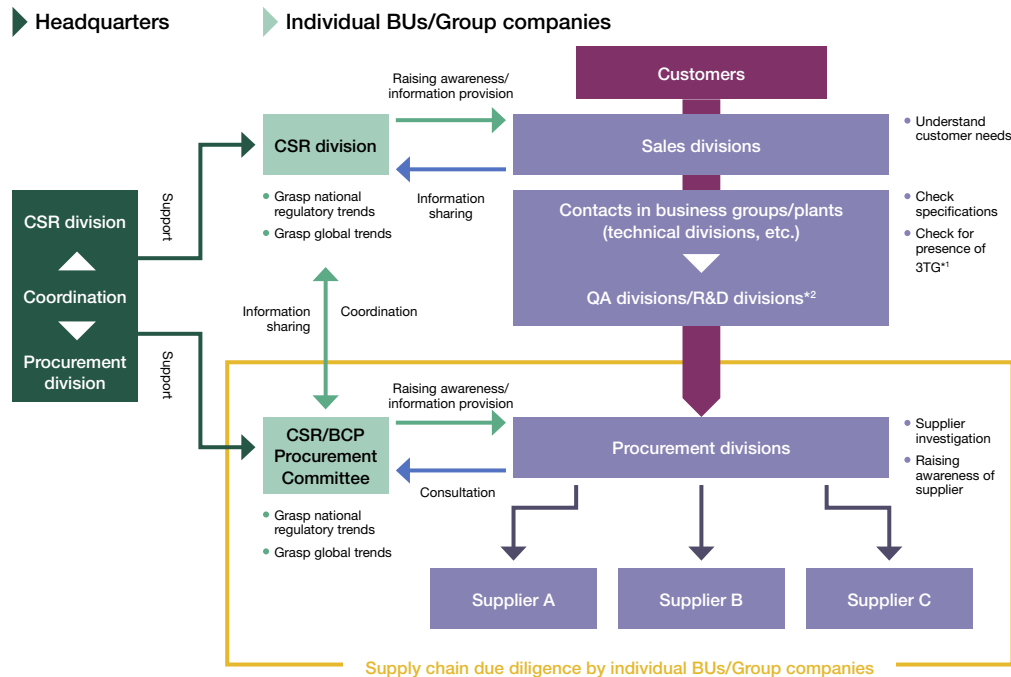 Headquarters
Individual BUs/Group companies
CSR division
Coordination
Procurement
division
Support
Support
CSR division
• Grasp national
regulatory trends
• Grasp global trends
Raising awareness/
information provision
Information
sharing
Customers
Sales divisions
• Understand
customer needs
Contacts in business groups/plants
(technical divisions, etc.)
QA divisions/R&D divisions*2
• Check
specifications
• Check for
presence of
3TG*1
Information
sharing
Coordination
CSR/BCP
Procurement
Committee
• Grasp national
regulatory trends
• Grasp global trends
Raising awareness/
information provision
Consultation
Procurement divisions
• Supplier
investigation
• Raising
awareness of
supplier
Supplier A
Supplier B
Supplier C
Supply chain due diligence by individual BUs/Group companies